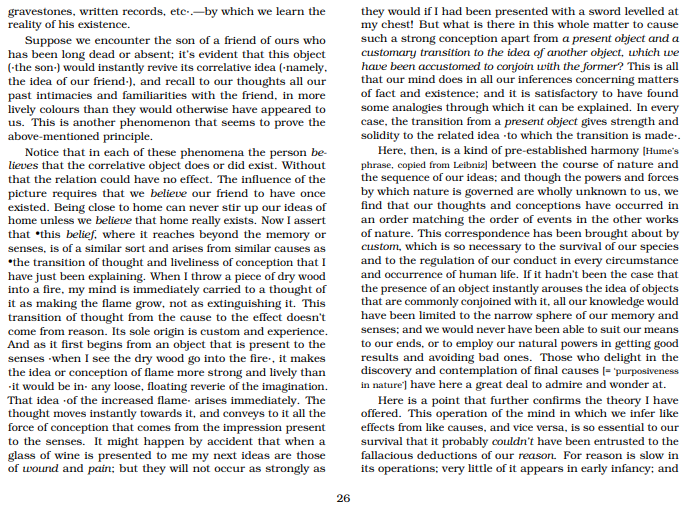 gravestones, written records, etc·.—by which we learn the
reality of his existence.
Suppose we encounter the son of a friend of ours who
has been long dead or absent; it's evident that this object
(·the son·) would instantly revive its correlative idea (·namely,
the idea of our friend·), and recall to our thoughts all our
past intimacies and familiarities with the friend, in more
lively colours than they would otherwise have appeared to
us. This is another phenomenon that seems to prove the
above-mentioned principle.
Notice that in each of these phenomena the person be-
lieves that the correlative object does or did exist. Without
that the relation could have no effect. The influence of the
picture requires that we believe our friend to have once
existed. Being close to home can never stir up our ideas of
home unless we believe that home really exists. Now I assert
that •this belief, where it reaches beyond the memory or
senses, is of a similar sort and arises from similar causes as
•the transition of thought and liveliness of conception that I
have just been explaining. When I throw a piece of dry wood
into a fire, my mind is immediately carried to a thought of
it as making the flame grow, not as extinguishing it. This
transition of thought from the cause to the effect doesn't
come from reason. Its sole origin is custom and experience.
And as it first begins from an object that is present to the
senses ·when I see the dry wood go into the fire·, it makes
the idea or conception of flame more strong and lively than
·it would be in· any loose, floating reverie of the imagination.
That idea ·of the increased flame· arises immediately. The
thought moves instantly towards it, and conveys to it all the
force of conception that comes from the impression present
to the senses. It might happen by accident that when a
glass of wine is presented to me my next ideas are those
of wound and pain; but they will not occur as strongly as
they would if I had been presented with a sword levelled at
my chest! But what is there in this whole matter to cause
such a strong conception apart from a present object and a
customary transition to the idea of another object, which we
have been accustomed to conjoin with the former? This is all
that our mind does in all our inferences concerning matters
of fact and existence; and it is satisfactory to have found
some analogies through which it can be explained. In every
case, the transition from a present object gives strength and
solidity to the related idea ·to which the transition is made·.
Here, then, is a kind of pre-established harmony [Hume's
phrase, copied from Leibniz] between the course of nature and
the sequence of our ideas; and though the powers and forces
by which nature is governed are wholly unknown to us, we
find that our thoughts and conceptions have occurred in
an order matching the order of events in the other works
of nature. This correspondence has been brought about by
custom, which is so necessary to the survival of our species
and to the regulation of our conduct in every circumstance
and occurrence of human life. If it hadn't been the case that
the presence of an object instantly arouses the idea of objects
that are commonly conjoined with it, all our knowledge would
have been limited to the narrow sphere of our memory and
senses; and we would never have been able to suit our means
to our ends, or to employ our natural powers in getting good
results and avoiding bad ones. Those who delight in the
discovery and contemplation of final causes [= 'purposiveness
in nature'] have here a great deal to admire and wonder at.
Here is a point that further confirms the theory I have
offered. This operation of the mind in which we infer like
effects from like causes, and vice versa, is so essential to our
survival that it probably couldn't have been entrusted to the
fallacious deductions of our reason. For reason is slow in
its operations; very little of it appears in early infancy; and
26